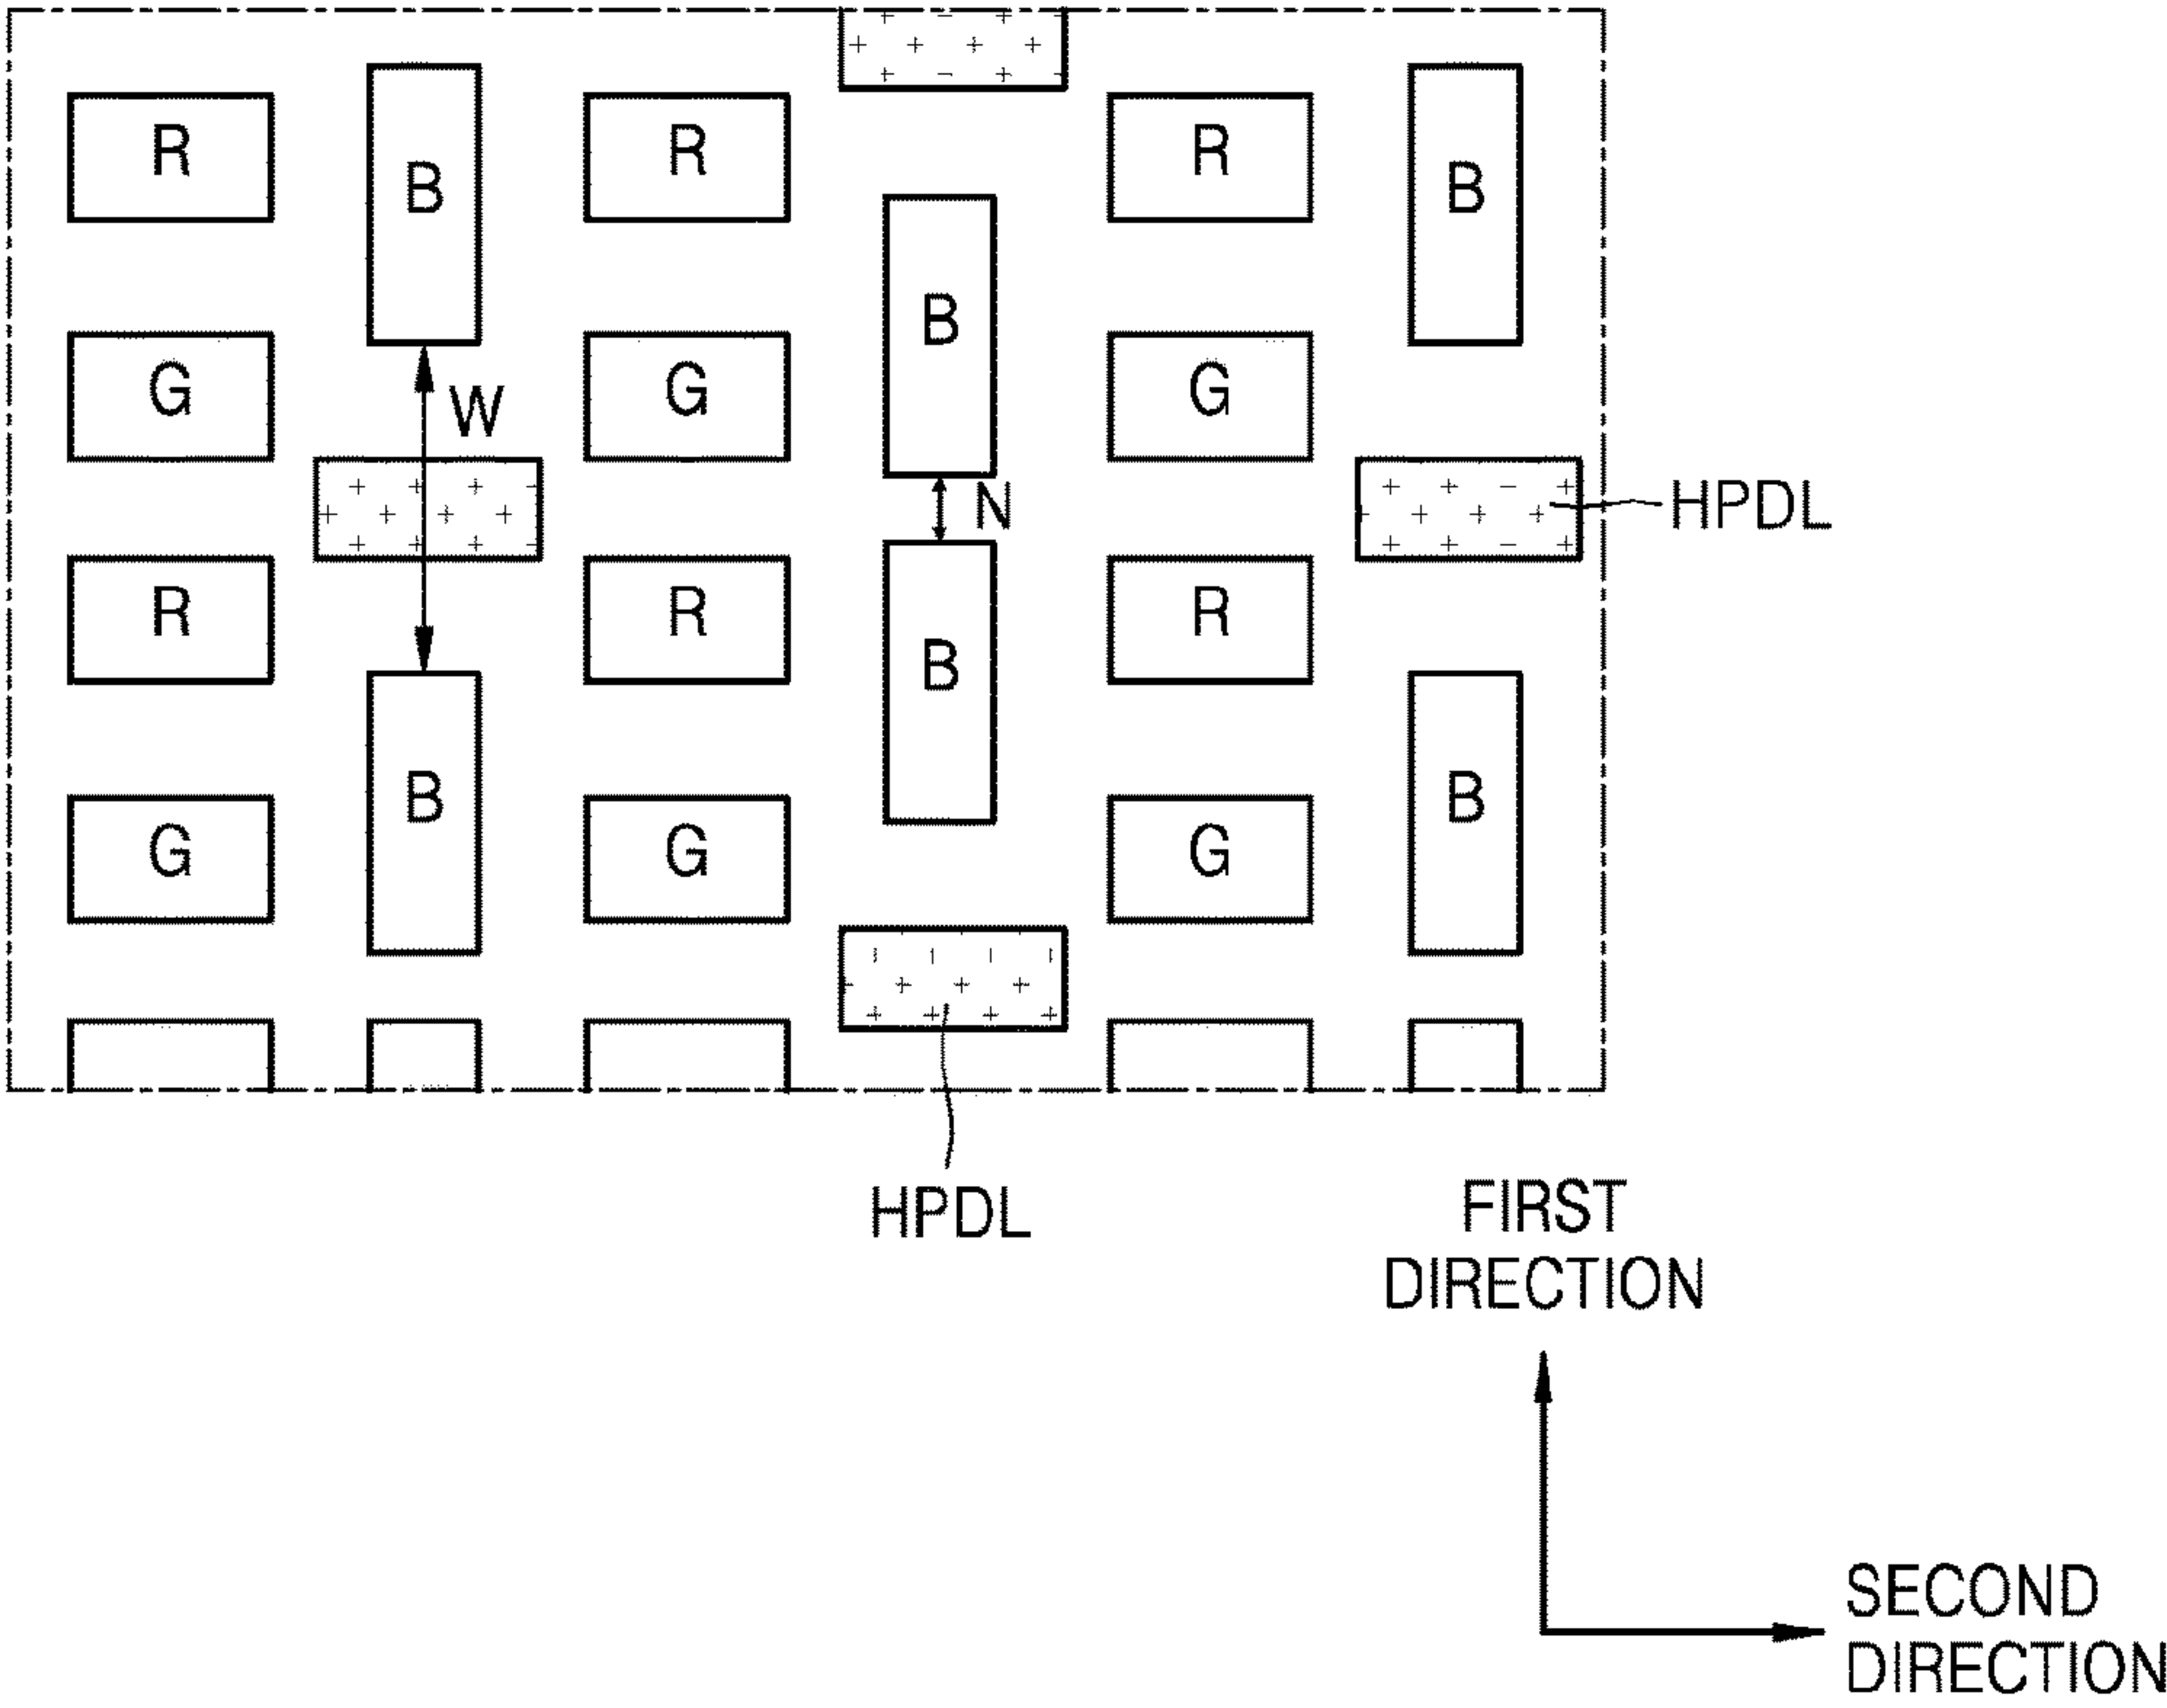 R B R R B
B
G W G G
N HPDL
R R B R
B G G G B
HPDL
FIRST
DIRECTION
SECOND
DIRECTION